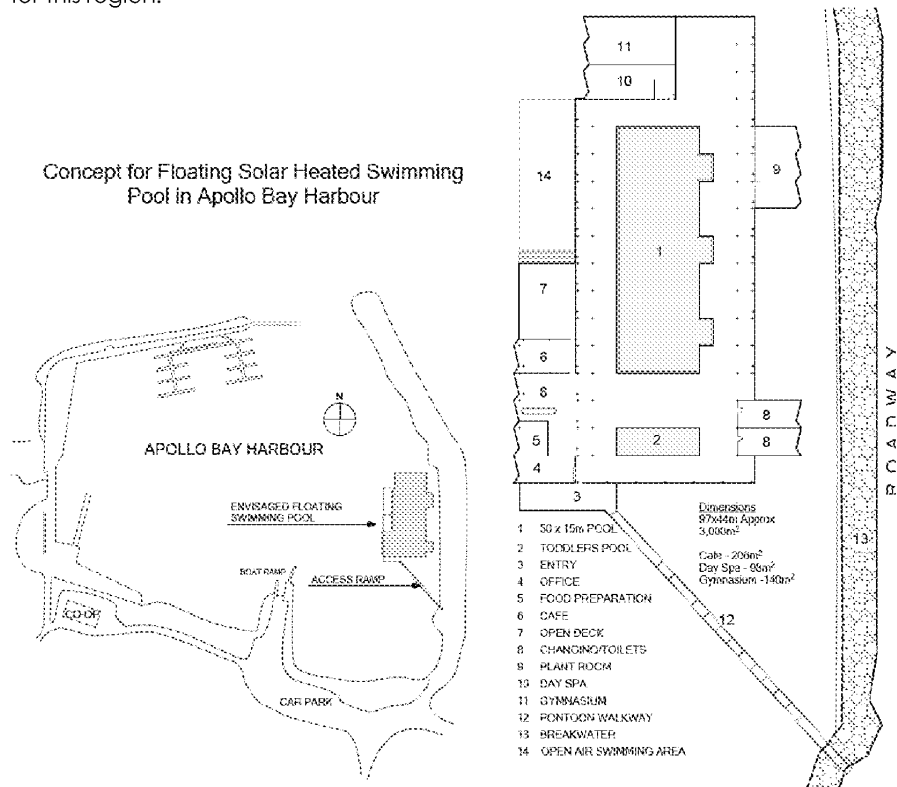 for this region.
Concept for Floating Solar Heated Swimming
Pool in Apollo Bay Harbour
N
APOLLO BAY HARBOUR
ENVISAGED FLOATING
SWIMMING POOL
BOAT RAMP
ACCESS RAMP
CO-OP
CAR PARK
11
10
14
9
1
7
6
6
8
5
2
8
4
3
12
13
ROADWAY
Dimensions
97x44m Approx
3,000m²
Cafe - 206m²
Day Spa - 93m²
Gymnasium - 140m²
1 50 x 15m POOL
2 TODDLERS POOL
3 ENTRY
4 OFFICE
5 FOOD PREPARATION
6 CAFE
7 OPEN DECK
8 CHANGING/TOILETS
9 PLANT ROOM
10 DAY SPA
11 GYMNASIUM
12 PONTOON WALKWAY
13 BREAKWATER
14 OPEN AIR SWIMMING AREA